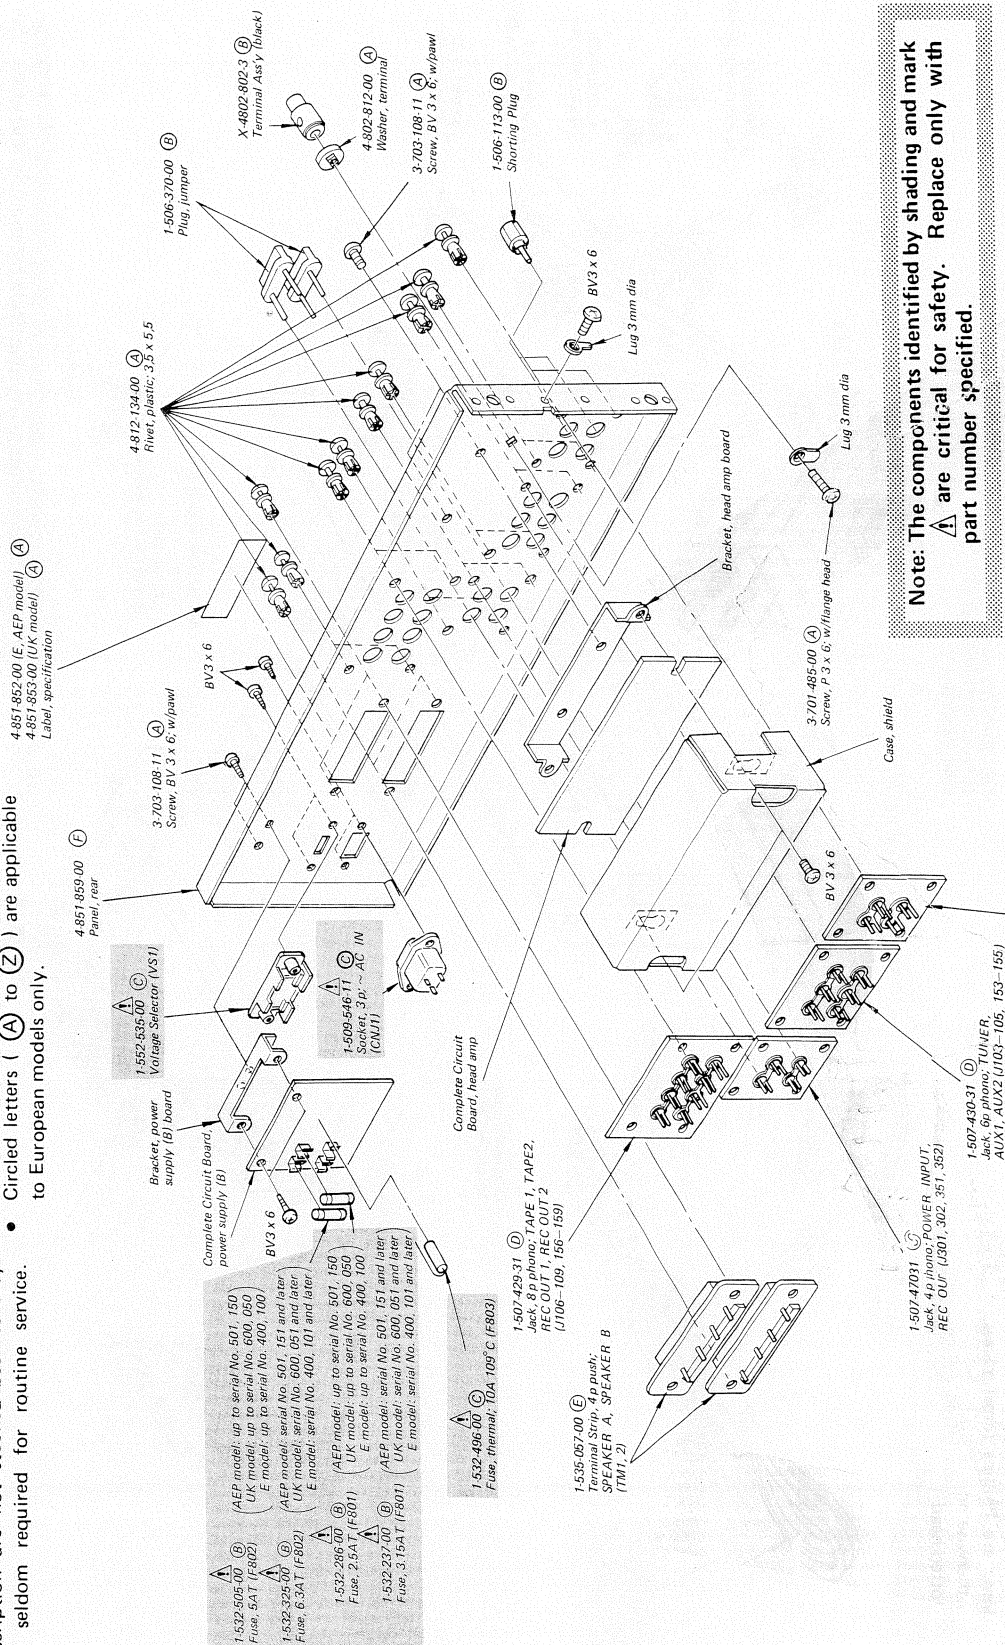 seldom required for routine service.
• Circled letters ( Ⓐ to Ⓩ ) are applicable
to European models only.
4-851-859-00 Ⓕ
Panel, rear
3-703-108-11 Ⓐ
Screw, BV 3 x 6; w/pawl
4-851-852-00 (E, AEP model) Ⓐ
4-851-853-00 (UK model) Ⓐ
Label, specification
BV3 x 6
4-812-134-00 Ⓐ
Rivet, plastic; 3,5 x 5,5
1-506-370-00 Ⓑ
Plug, jumper
X-4802-802-3 Ⓑ
Terminal Ass'y (black)
4-802-812-00 Ⓐ
Washer, terminal
3-703-108-11 Ⓐ
Screw, BV 3 x 6; w/pawl
1-506-113-00 Ⓑ
Shorting Plug
BV3 x 6
Lug 3 mm dia
⚠
1-552-535-00 Ⓒ
Voltage Selector (VS1)
⚠
1-509-546-11 Ⓒ
Socket, 3p; ~ AC IN
(CNJ1)
Bracket, power
supply (B) board
Complete Circuit Board,
power supply (B)
BV3 x 6
⚠
1-532-505-00 Ⓑ
Fuse, 5AT (F802)
(AEP model: up to serial No. 501, 150)
UK model: up to serial No. 600, 050
E model: up to serial No. 400, 100)
⚠
1-532-325-00 Ⓑ
Fuse, 6.3AT (F802)
(AEP model: serial No. 501, 151 and later)
UK model: serial No. 600, 051 and later
E model: serial No. 400, 101 and later)
⚠
1-532-286-00 Ⓑ
Fuse, 2.5AT (F801)
(AEP model: up to serial No. 501, 150)
UK model: up to serial No. 600, 050
E model: up to serial No. 400, 100)
⚠
1-532-237-00 Ⓑ
Fuse, 3.15AT (F801)
(AEP model: serial No. 501, 151 and later)
UK model: serial No. 600, 051 and later
E model: serial No. 400, 101 and later)
⚠
1-532-496-00 Ⓒ
Fuse, thermal; 10A 109°C (F803)
Complete Circuit
Board, head amp
Bracket, head amp board
Lug 3 mm dia
3-701-485-00 Ⓐ
Screw, P 3 x 6; w/flange head
Case, shield
BV 3 x 6
1-507-429-31 Ⓓ
Jack, 8 p phono; TAPE 1, TAPE2,
REC OUT 1, REC OUT 2
(J106–109, 156–159)
1-535-057-00 Ⓔ
Terminal Strip, 4 p push;
SPEAKER A, SPEAKER B
(TM1, 2)
1-507-47031
Jack, 4 p phono; POWER INPUT,
REC OUT (J301, 302, 351, 352)
1-507-430-31 Ⓓ
Jack, 6p phono; TUNER,
AUX1, AUX2 (J103–105, 153–155)
Note: The components identified by shading and mark
⚠ are critical for safety. Replace only with
part number specified.